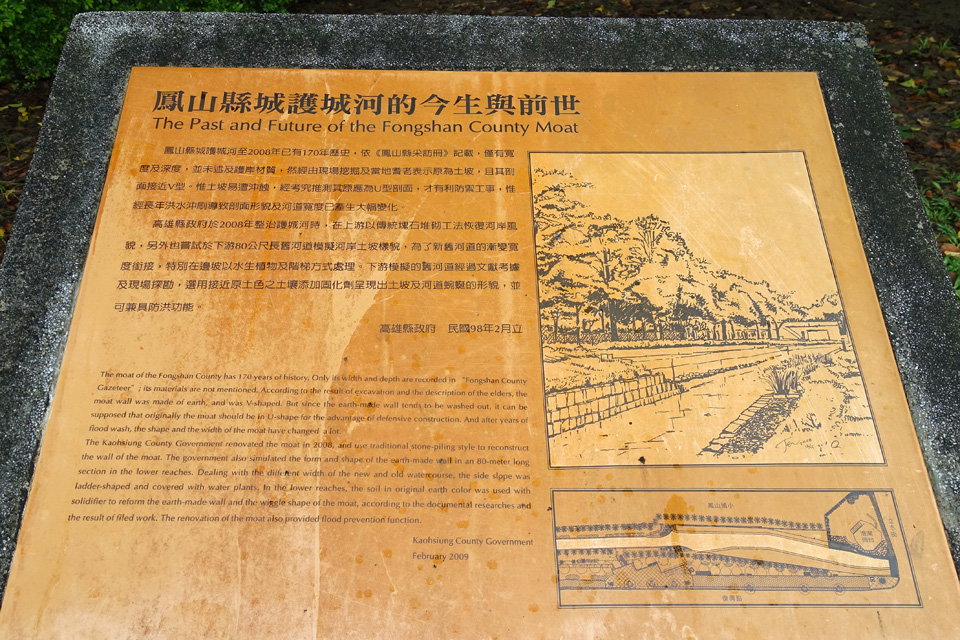 鳳山縣城護城河的今生與前世
The Past and Future of the Fongshan County Moat
鳳山縣城護城河至2008年已有170年歷史，依《鳳山縣采訪冊》記載，僅有寬
度及深度，並未述及護岸材質，然經由現場挖掘及當地耆老表示原為土坡，且其剖
面接近V型。惟土坡易遭沖蝕，經考究推測其原應為U型剖面，才有利防禦工事，惟
經長年洪水沖刷導致剖面形貌及河道寬度已產生大幅變化。
高雄縣政府於2008年整治護城河時，在上游以傳統塊石堆砌工法恢復河岸風
貌，另外也嘗試於下游80公尺長舊河道模擬河岸土坡樣貌，為了新舊河道的漸變寬
度銜接，特別在邊坡以水生植物及階梯方式處理。下游模擬的舊河道經過文獻考據
及現場探勘，選用接近原土色之土壤添加固化劑呈現出土坡及河道蜿蜒的形貌，並
可兼具防洪功能。
高雄縣政府 民國98年2月立
The moat of the Fongshan County has 170 years of history. Only its width and depth are recorded in “Fongshan County
Gazeteer”; its materials are not mentioned. According to the result of excavation and the description of the elders, the
moat wall was made of earth, and was V-shaped. But since the earth-made wall tends to be washed out, it can be
supposed that originally the moat should be in U-shape for the advantage of defensive construction. And after years of
flood wash, the shape and the width of the moat have changed a lot.
The Kaohsiung County Government renovated the moat in 2008, and use traditional stone-piling style to reconstruct
the wall of the moat. The government also simulated the form and shape of the earth-made wall in an 80-meter long
section in the lower reaches. Dealing with the different width of the new and old watercourse, the side slope was
ladder-shaped and covered with water plants. In the lower reaches, the soil in original earth color was used with
solidifier to reform the earth-made wall and the wiggle shape of the moat, according to the documental researches and
the result of filed work. The renovation of the moat also provided flood prevention function.
Kaohsiung County Government
February 2009
鳳山國小